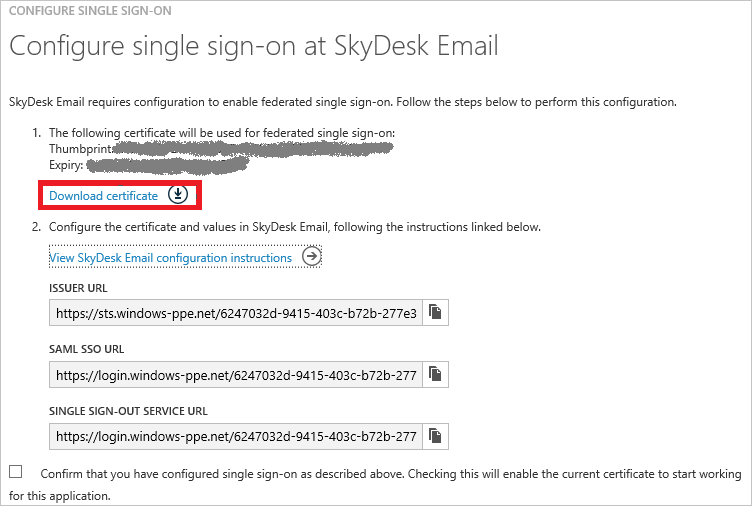 CONFIGURE SINGLE SIGN-ON
Configure single sign-on at SkyDesk Email
SkyDesk Email requires configuration to enable federated single sign-on. Follow the steps below to perform this configuration.
1. The following certificate will be used for federated single sign-on:
Thumbprint:
Expiry:
Download certificate
2. Configure the certificate and values in SkyDesk Email, following the instructions linked below.
View SkyDesk Email configuration instructions
ISSUER URL
https://sts.windows-ppe.net/6247032d-9415-403c-b72b-277e3
SAML SSO URL
https://login.windows-ppe.net/6247032d-9415-403c-b72b-277
SINGLE SIGN-OUT SERVICE URL
https://login.windows-ppe.net/6247032d-9415-403c-b72b-277
Confirm that you have configured single sign-on as described above. Checking this will enable the current certificate to start working
for this application.